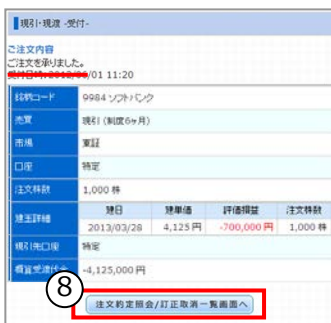 現引･現渡 -受付-
ご注文内容
ご注文を承りました。
受付日時:2013/06/01 11:20
銘柄コード 9984 ソフトバンク
売買 現引 (制度6ヶ月)
市場 東証
口座 特定
注文株数 1,000 株
建玉詳細 建日 建単価 評価損益 注文株数
2013/03/28 4,125 円 -700,000 円 1,000 株
現引先口座 特定
概算受渡代金 -4,125,000 円
⑧
注文約定照会/訂正取消一覧画面へ